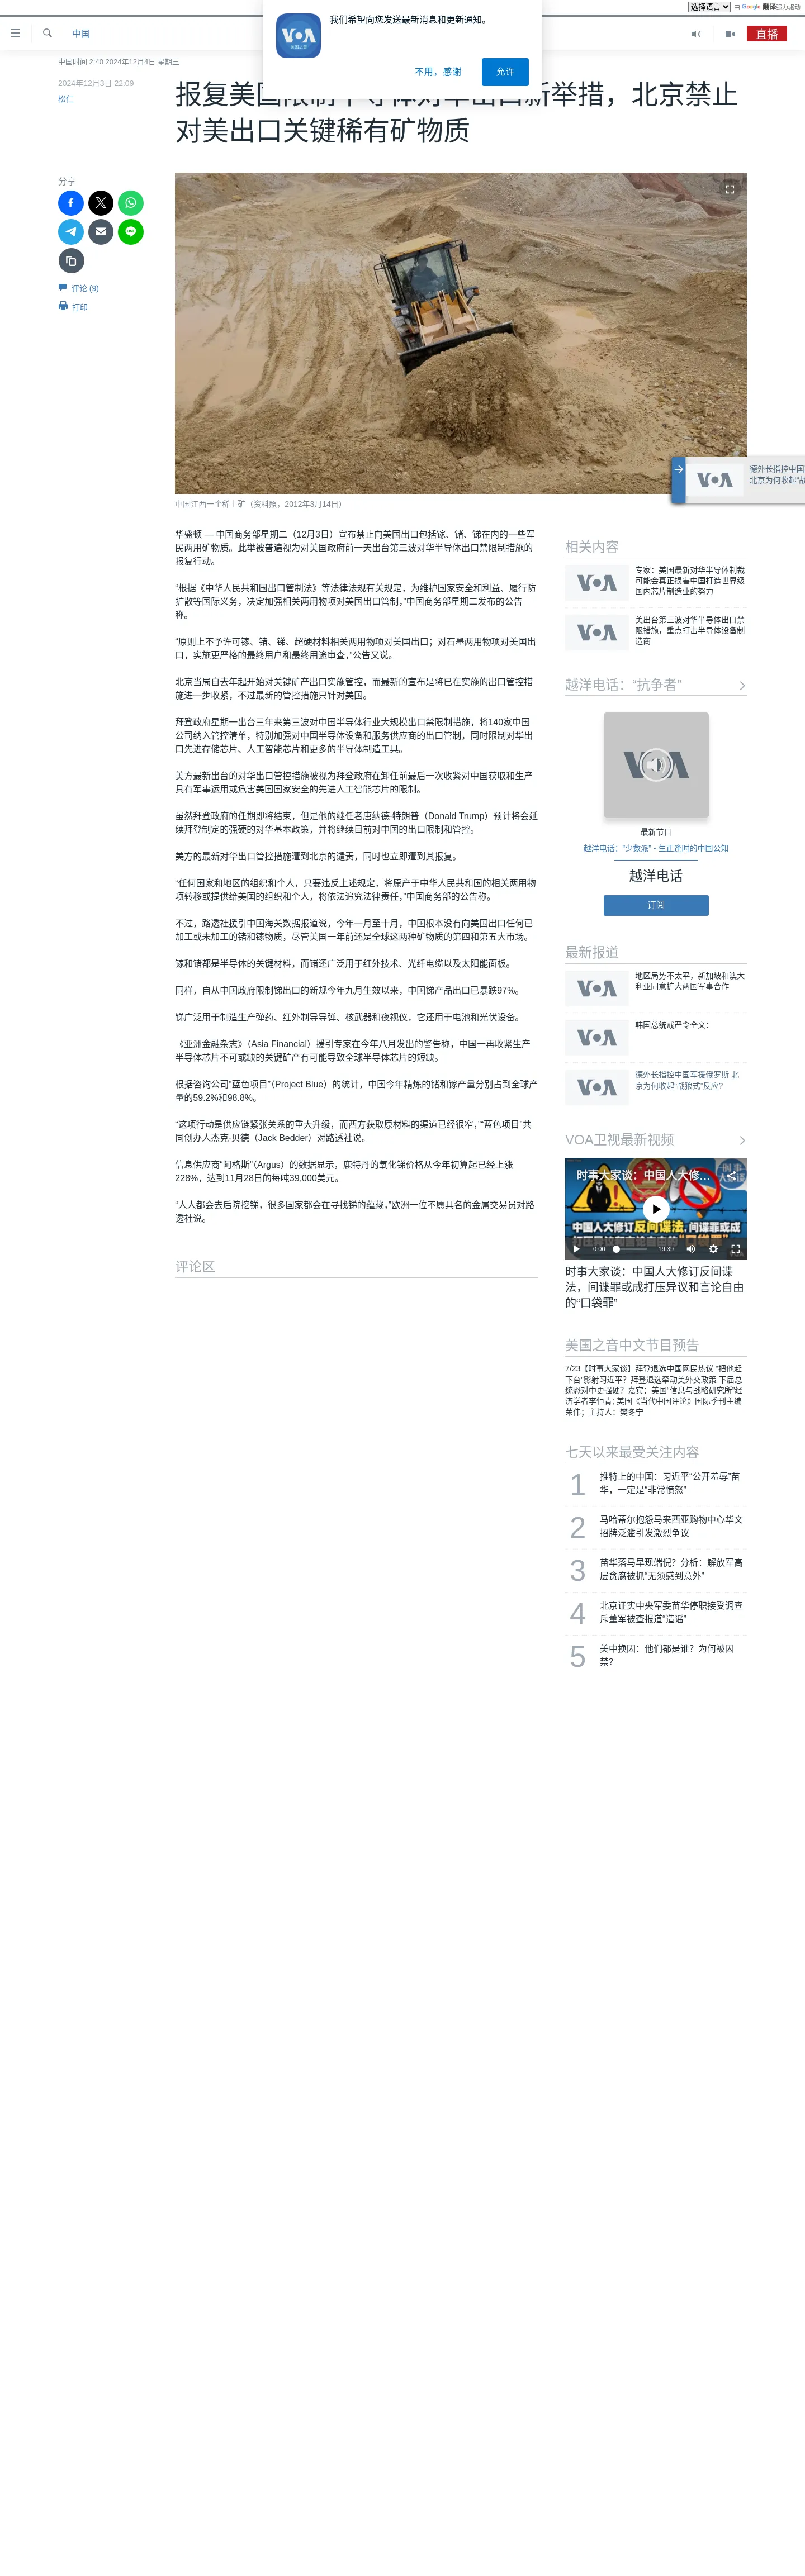 选择语言 由 Google 翻译强力驱动
我们希望向您发送最新消息和更新通知。
不用，感谢
允许
中国
直播
中国时间 2:40 2024年12月4日 星期三
2024年12月3日 22:09
松仁
报复美国限制半导体对华出口新举措，北京禁止
对美出口关键稀有矿物质
分享
评论 (9)
打印
中国江西一个稀土矿（资料照，2012年3月14日）
华盛顿 — 中国商务部星期二（12月3日）宣布禁止向美国出口包括镓、锗、锑在内的一些军
民两用矿物质。此举被普遍视为对美国政府前一天出台第三波对华半导体出口禁限制措施的
报复行动。
“根据《中华人民共和国出口管制法》等法律法规有关规定，为维护国家安全和利益、履行防
扩散等国际义务，决定加强相关两用物项对美国出口管制，”中国商务部星期二发布的公告
称。
“原则上不予许可镓、锗、锑、超硬材料相关两用物项对美国出口；对石墨两用物项对美国出
口，实施更严格的最终用户和最终用途审查，”公告又说。
北京当局自去年起开始对关键矿产出口实施管控，而最新的宣布是将已在实施的出口管控措
施进一步收紧，不过最新的管控措施只针对美国。
拜登政府星期一出台三年来第三波对中国半导体行业大规模出口禁限制措施，将140家中国
公司纳入管控清单，特别加强对中国半导体设备和服务供应商的出口管制，同时限制对华出
口先进存储芯片、人工智能芯片和更多的半导体制造工具。
美方最新出台的对华出口管控措施被视为拜登政府在卸任前最后一次收紧对中国获取和生产
具有军事运用或危害美国国家安全的先进人工智能芯片的限制。
虽然拜登政府的任期即将结束，但是他的继任者唐纳德·特朗普（Donald Trump）预计将会延
续拜登制定的强硬的对华基本政策，并将继续目前对中国的出口限制和管控。
美方的最新对华出口管控措施遭到北京的谴责，同时也立即遭到其报复。
“任何国家和地区的组织和个人，只要违反上述规定，将原产于中华人民共和国的相关两用物
项转移或提供给美国的组织和个人，将依法追究法律责任，”中国商务部的公告称。
不过，路透社援引中国海关数据报道说，今年一月至十月，中国根本没有向美国出口任何已
加工或未加工的锗和镓物质，尽管美国一年前还是全球这两种矿物质的第四和第五大市场。
镓和锗都是半导体的关键材料，而锗还广泛用于红外技术、光纤电缆以及太阳能面板。
同样，自从中国政府限制锑出口的新规今年九月生效以来，中国锑产品出口已暴跌97%。
锑广泛用于制造生产弹药、红外制导导弹、核武器和夜视仪，它还用于电池和光伏设备。
《亚洲金融杂志》（Asia Financial）援引专家在今年八月发出的警告称，中国一再收紧生产
半导体芯片不可或缺的关键矿产有可能导致全球半导体芯片的短缺。
根据咨询公司“蓝色项目”（Project Blue）的统计，中国今年精炼的锗和镓产量分别占到全球产
量的59.2%和98.8%。
“这项行动是供应链紧张关系的重大升级，而西方获取原材料的渠道已经很窄，”“蓝色项目”共
同创办人杰克·贝德（Jack Bedder）对路透社说。
信息供应商“阿格斯”（Argus）的数据显示，鹿特丹的氧化锑价格从今年初算起已经上涨
228%，达到11月28日的每吨39,000美元。
“人人都会去后院挖锑，很多国家都会在寻找锑的蕴藏，”欧洲一位不愿具名的金属交易员对路
透社说。
评论区
VOA
德外长指控中国
北京为何收起“战
相关内容
VOA
专家：美国最新对华半导体制裁
可能会真正损害中国打造世界级
国内芯片制造业的努力
VOA
美出台第三波对华半导体出口禁
限措施，重点打击半导体设备制
造商
越洋电话：“抗争者”
VOA
最新节目
越洋电话：“少数派” - 生正逢时的中国公知
越洋电话
订阅
最新报道
VOA
地区局势不太平，新加坡和澳大
利亚同意扩大两国军事合作
VOA
韩国总统戒严令全文：
VOA
德外长指控中国军援俄罗斯 北
京为何收起“战狼式”反应?
VOA卫视最新视频
时事大家谈：中国人大修...
中国人大修订反间谍法，间谍罪或成
0:00
19:39
时事大家谈：中国人大修订反间谍
法，间谍罪或成打压异议和言论自由
的“口袋罪”
美国之音中文节目预告
7/23【时事大家谈】拜登退选中国网民热议 “把他赶
下台”影射习近平？拜登退选牵动美外交政策 下届总
统恐对中更强硬？嘉宾：美国“信息与战略研究所”经
济学者李恒青; 美国《当代中国评论》国际季刊主编
荣伟；主持人：樊冬宁
七天以来最受关注内容
1
推特上的中国：习近平“公开羞辱”苗
华，一定是“非常愤怒”
2
马哈蒂尔抱怨马来西亚购物中心华文
招牌泛滥引发激烈争议
3
苗华落马早现端倪？分析：解放军高
层贪腐被抓“无须感到意外”
4
北京证实中央军委苗华停职接受调查
斥董军被查报道“造谣”
5
美中换囚：他们都是谁？为何被囚
禁？